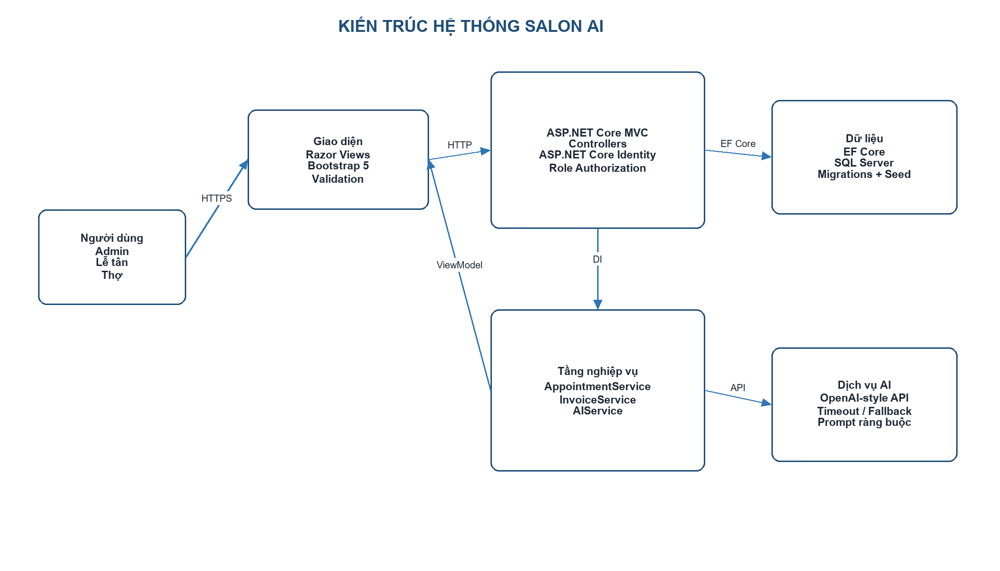 KIẾN TRÚC HỆ THỐNG SALON AI
Người dùng
Admin
Lễ tân
Thợ
HTTPS
Giao diện
Razor Views
Bootstrap 5
Validation
HTTP
ASP.NET Core MVC
Controllers
ASP.NET Core Identity
Role Authorization
EF Core
Dữ liệu
EF Core
SQL Server
Migrations + Seed
ViewModel
DI
Tầng nghiệp vụ
AppointmentService
InvoiceService
AIService
API
Dịch vụ AI
OpenAI-style API
Timeout / Fallback
Prompt ràng buộc